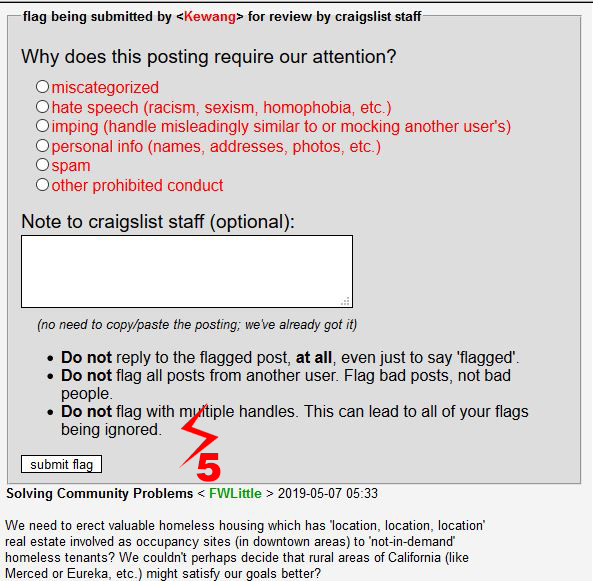 flag being submitted by <Kewang> for review by craigslist staff
Why does this posting require our attention?
miscategorized
hate speech (racism, sexism, homophobia, etc.)
imping (handle misleadingly similar to or mocking another user's)
personal info (names, addresses, photos, etc.)
spam
other prohibited conduct
Note to craigslist staff (optional):
(no need to copy/paste the posting; we've already got it)
• Do not reply to the flagged post, at all, even just to say 'flagged'.
• Do not flag all posts from another user. Flag bad posts, not bad
people.
• Do not flag with multiple handles. This can lead to all of your flags
being ignored.
5
submit flag
Solving Community Problems < FWLittle > 2019-05-07 05:33
We need to erect valuable homeless housing which has 'location, location, location'
real estate involved as occupancy sites (in downtown areas) to 'not-in-demand'
homeless tenants? We couldn't perhaps decide that rural areas of California (like
Merced or Eureka, etc.) might satisfy our goals better?